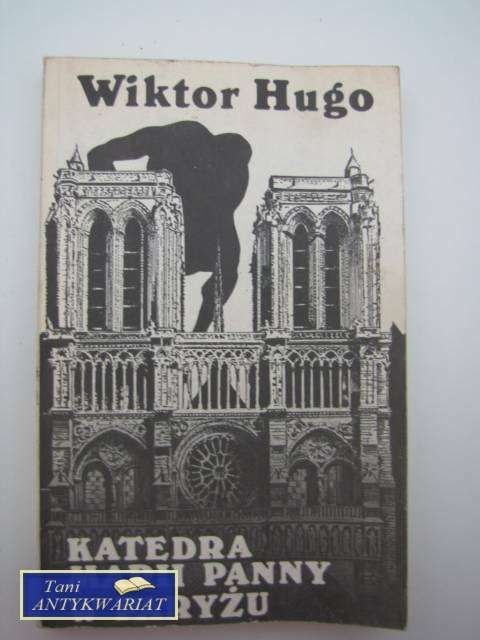 Wiktor Hugo
KATEDRA
PANNY
Tani
ANTYKWARIAT